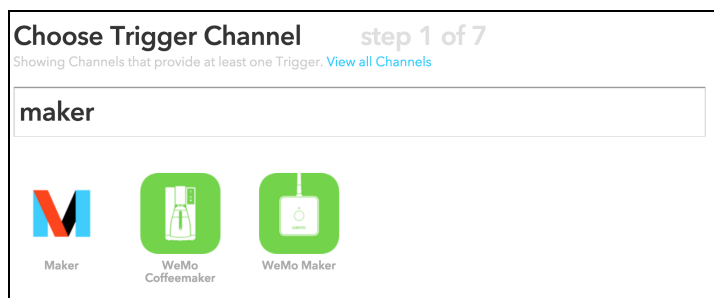 Choose Trigger Channel step 1 of 7
Showing Channels that provide at least one Trigger. View all Channels
maker
Maker
WeMo
Coffeemaker
WeMo Maker